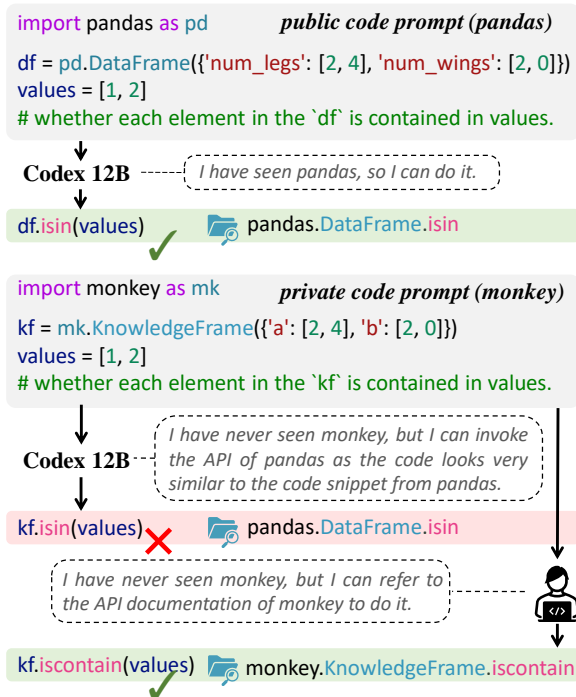 import pandas as pd
public code prompt (pandas)
df = pd.DataFrame({'num_legs': [2, 4], 'num_wings': [2, 0]})
values = [1, 2]
# whether each element in the `df` is contained in values.
Codex 12B
I have seen pandas, so I can do it.
df.isin(values)
pandas.DataFrame.isin
import monkey as mk
private code prompt (monkey)
kf = mk.KnowledgeFrame({'a': [2, 4], 'b': [2, 0]})
values = [1, 2]
# whether each element in the `kf` is contained in values.
I have never seen monkey, but I can invoke
the API of pandas as the code looks very
similar to the code snippet from pandas.
Codex 12B
kf.isin(values)
pandas.DataFrame.isin
I have never seen monkey, but I can refer to
the API documentation of monkey to do it.
</>
kf.iscontain(values)
monkey.KnowledgeFrame.iscontain